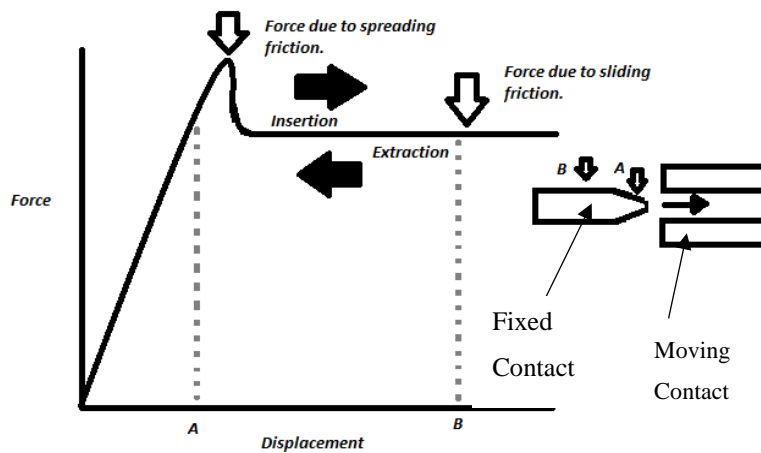 Force due to spreading
friction.
Force due to sliding
friction.
Insertion
Extraction
Force
B
A
Fixed
Contact
Moving
Contact
A
B
Displacement